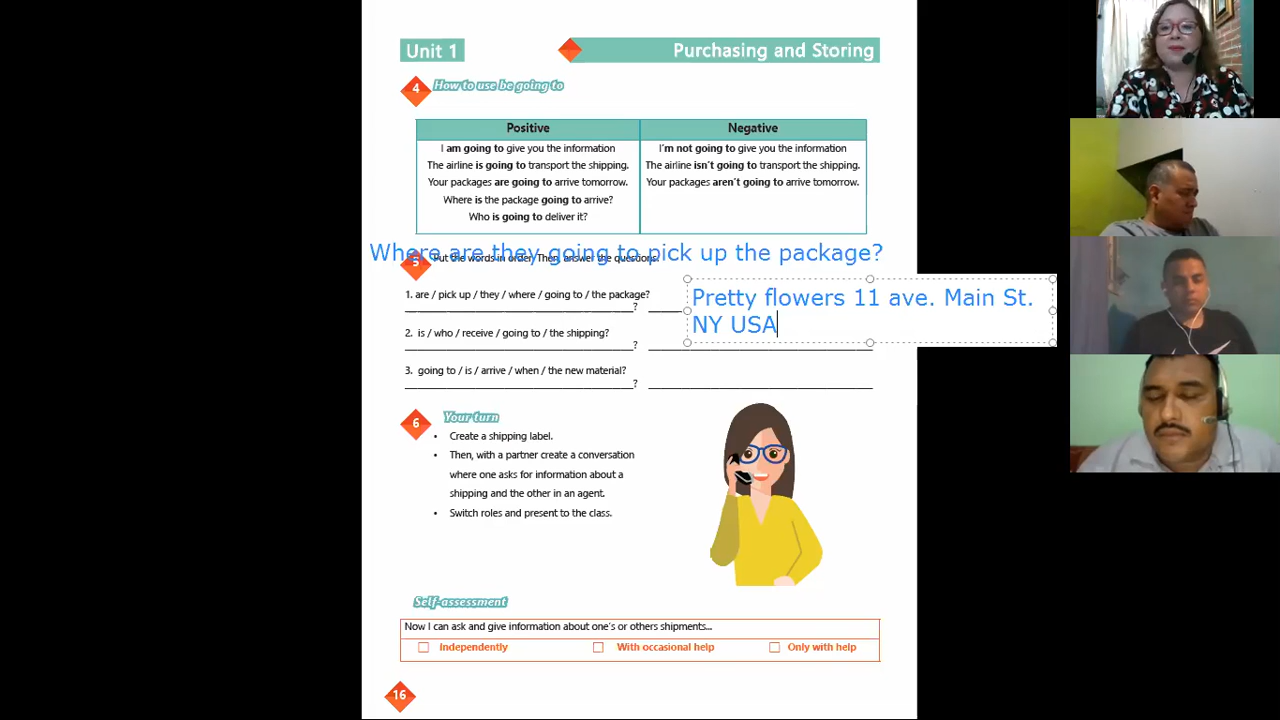 Unit 1
Purchasing and Storing
4 How to use be going to
Positive
Negative
I am going to give you the information
I'm not going to give you the information
The airline is going to transport the shipping.
The airline isn't going to transport the shipping.
Your packages are going to arrive tomorrow.
Your packages aren't going to arrive tomorrow.
Where is the package going to arrive?
Who is going to deliver it?
Where are they going to pick up the package?
5 Put the words in order. Then, answer the questions.
1. are / pick up / they / where / going to / the package?
?
Pretty flowers 11 ave. Main St.
NY USA
2. is / who / receive / going to / the shipping?
?
3. going to / is / arrive / when / the new material?
?
6 Your turn
• Create a shipping label.
• Then, with a partner create a conversation
where one asks for information about a
shipping and the other in an agent.
• Switch roles and present to the class.
Self-assessment
Now I can ask and give information about one's or others shipments...
Independently
With occasional help
Only with help
16